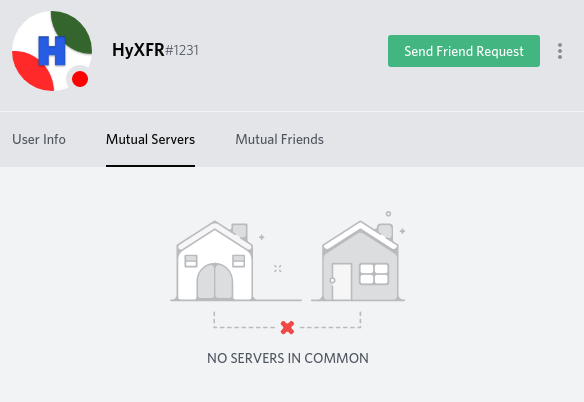 H
HyXFR#1231
Send Friend Request
User Info
Mutual Servers
Mutual Friends
NO SERVERS IN COMMON